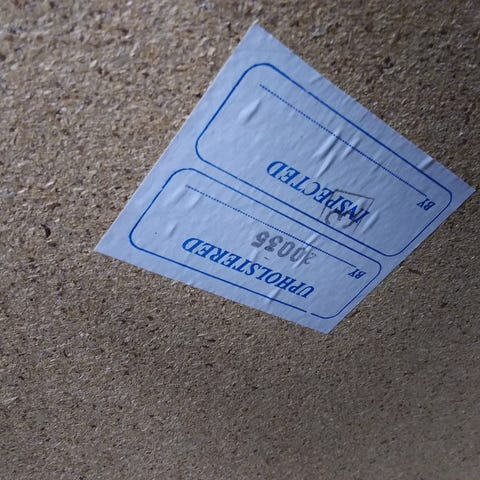 UPHOLSTERED
30035
BY
INSPECTED
BY